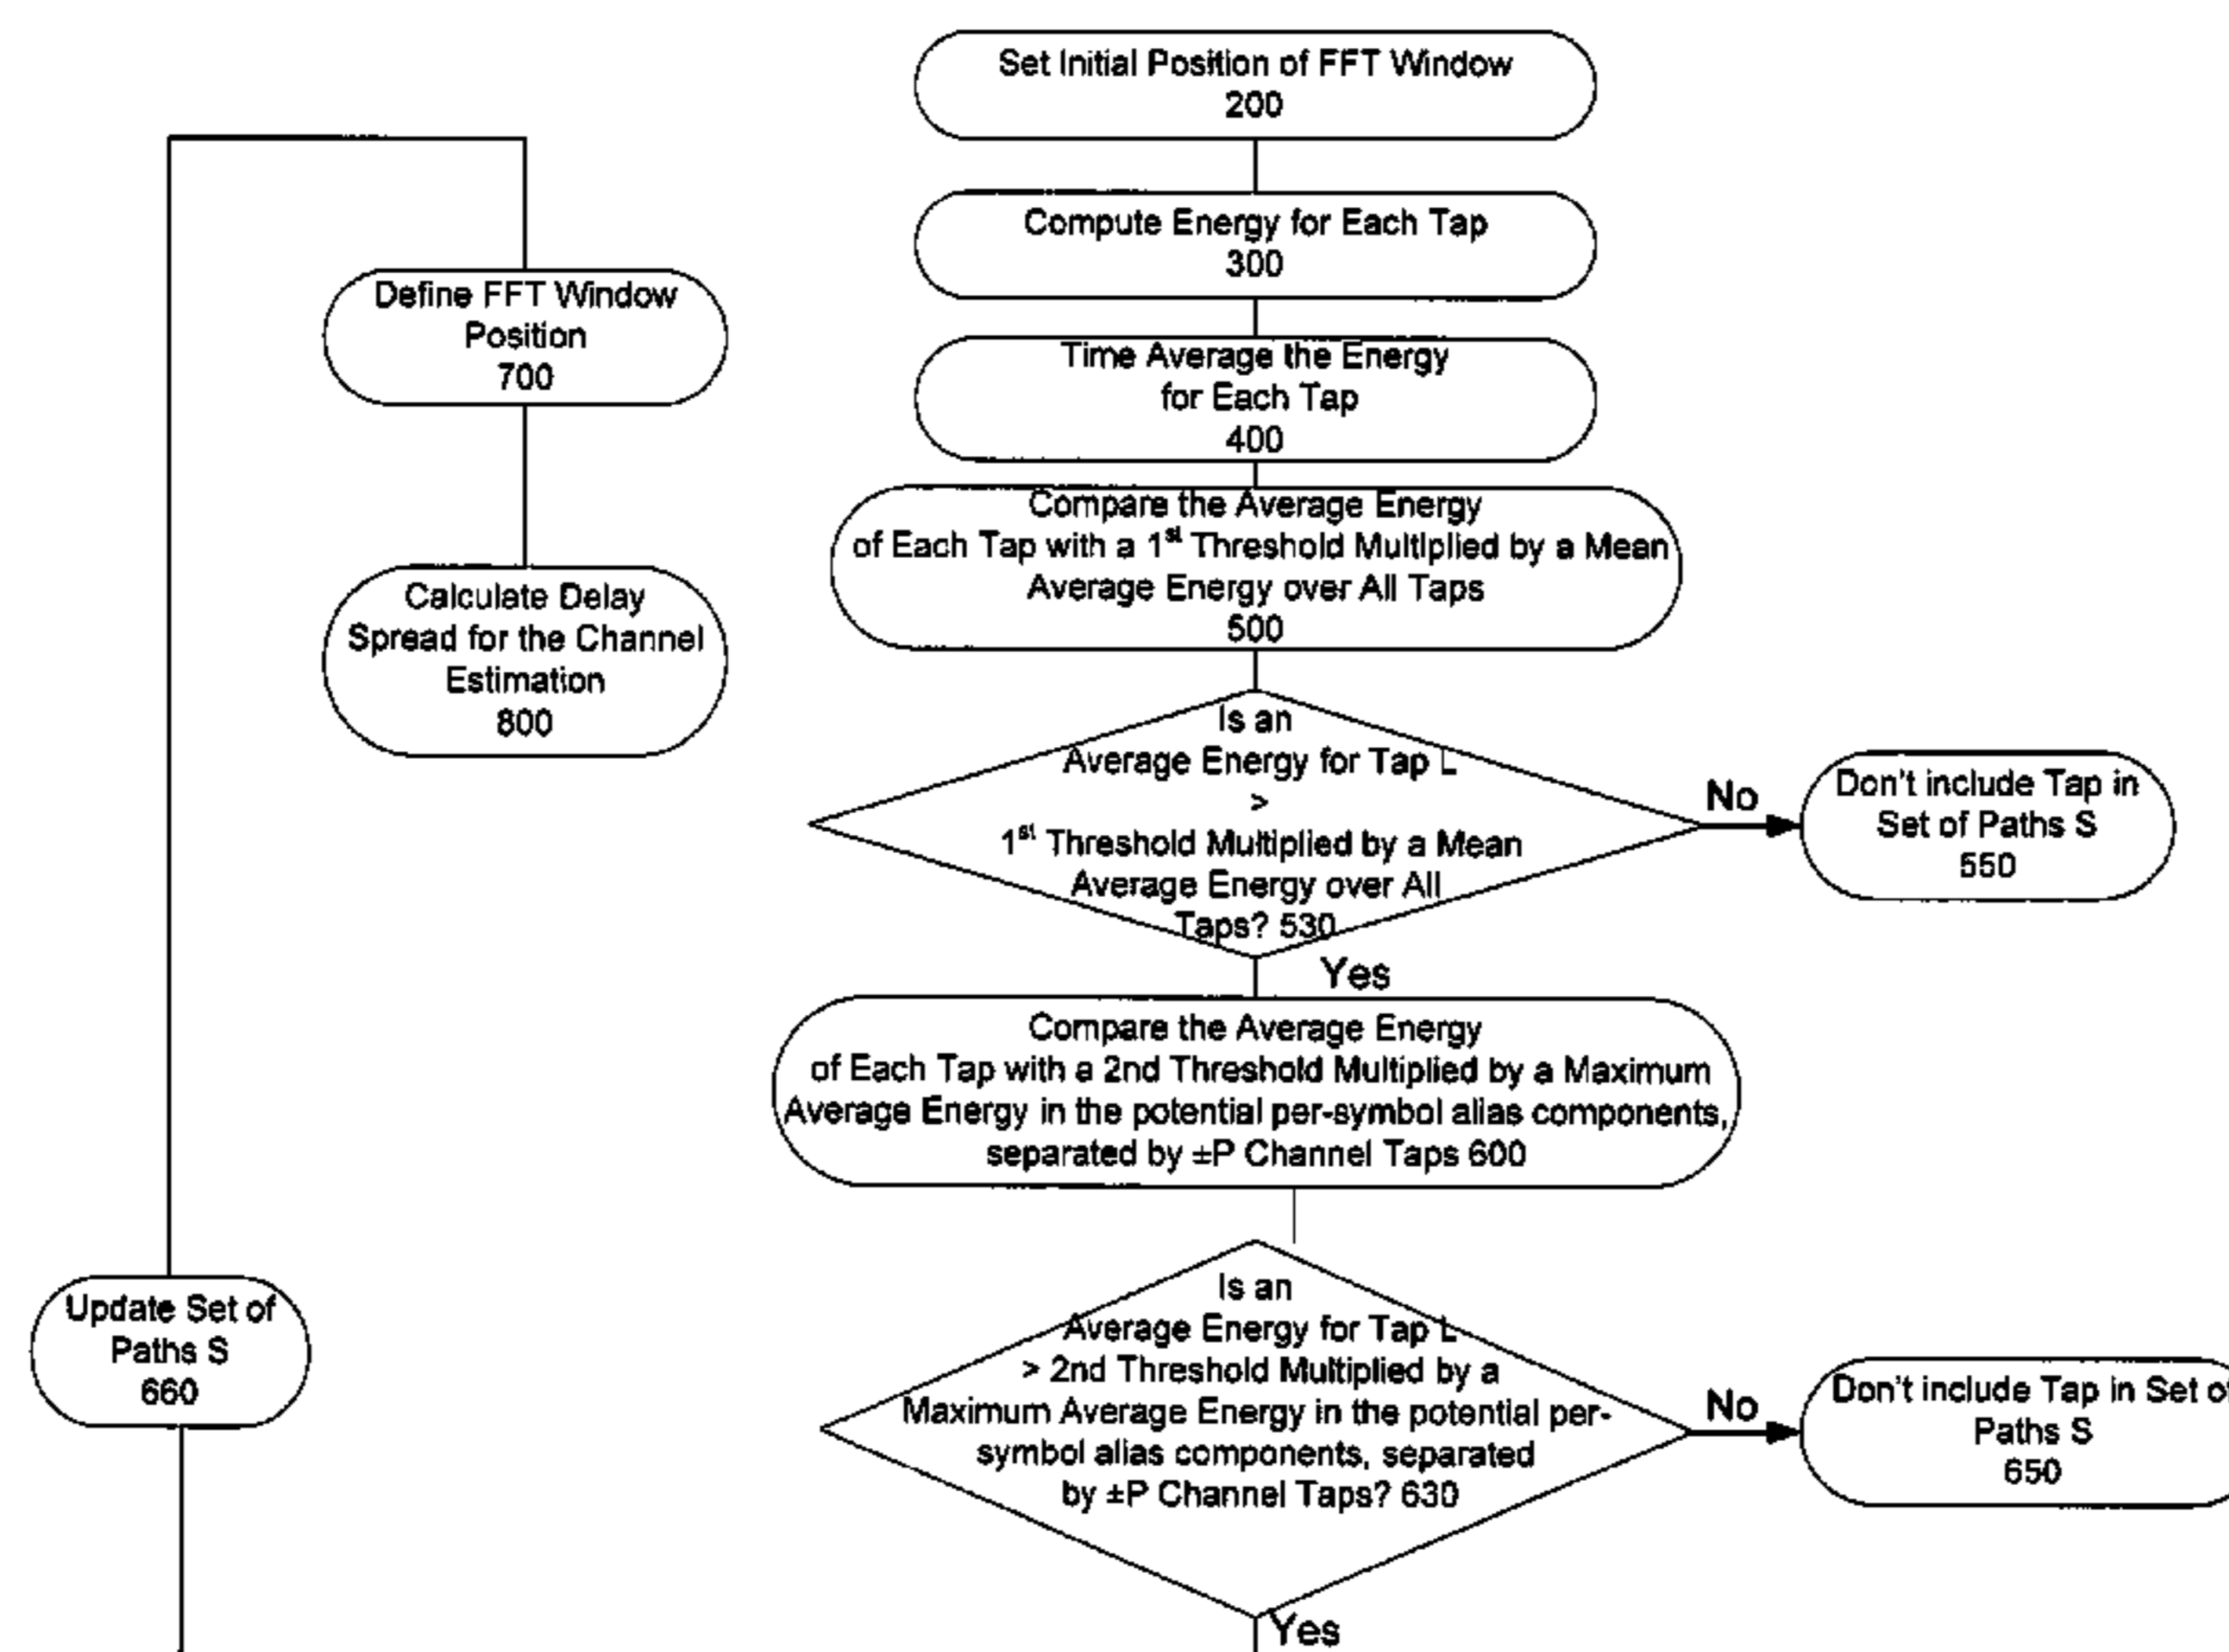 Set Initial Position of FFT Window
200
Compute Energy for Each Tap
300
Time Average the Energy
for Each Tap
400
Compare the Average Energy
of Each Tap with a 1st Threshold Multiplied by a Mean
Average Energy over All Taps
500
Is an
Average Energy for Tap L
>
1st Threshold Multiplied by a Mean
Average Energy over All
Taps? 530
No
Don't include Tap in
Set of Paths S
550
Yes
Compare the Average Energy
of Each Tap with a 2nd Threshold Multiplied by a Maximum
Average Energy in the potential per-symbol alias components,
separated by ±P Channel Taps 600
Is an
Average Energy for Tap L
> 2nd Threshold Multiplied by a
Maximum Average Energy in the potential per-
symbol alias components, separated
by ±P Channel Taps? 630
No
Don't include Tap in Set of
Paths S
650
Yes
Update Set of
Paths S
660
Define FFT Window
Position
700
Calculate Delay
Spread for the Channel
Estimation
800